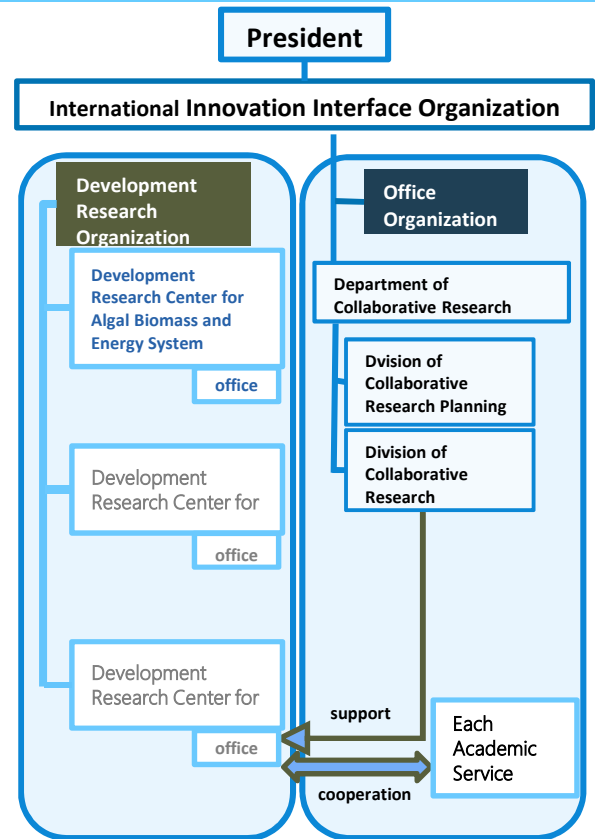 President
International Innovation Interface Organization
Development
Research
Organization
Development
Research Center for
Algal Biomass and
Energy System
office
Development
Research Center for
office
Development
Research Center for
office
Office
Organization
Department of
Collaborative Research
Dvision of
Collaborative
Research Planning
Division of
Collaborative
Research
support
cooperation
Each
Academic
Service